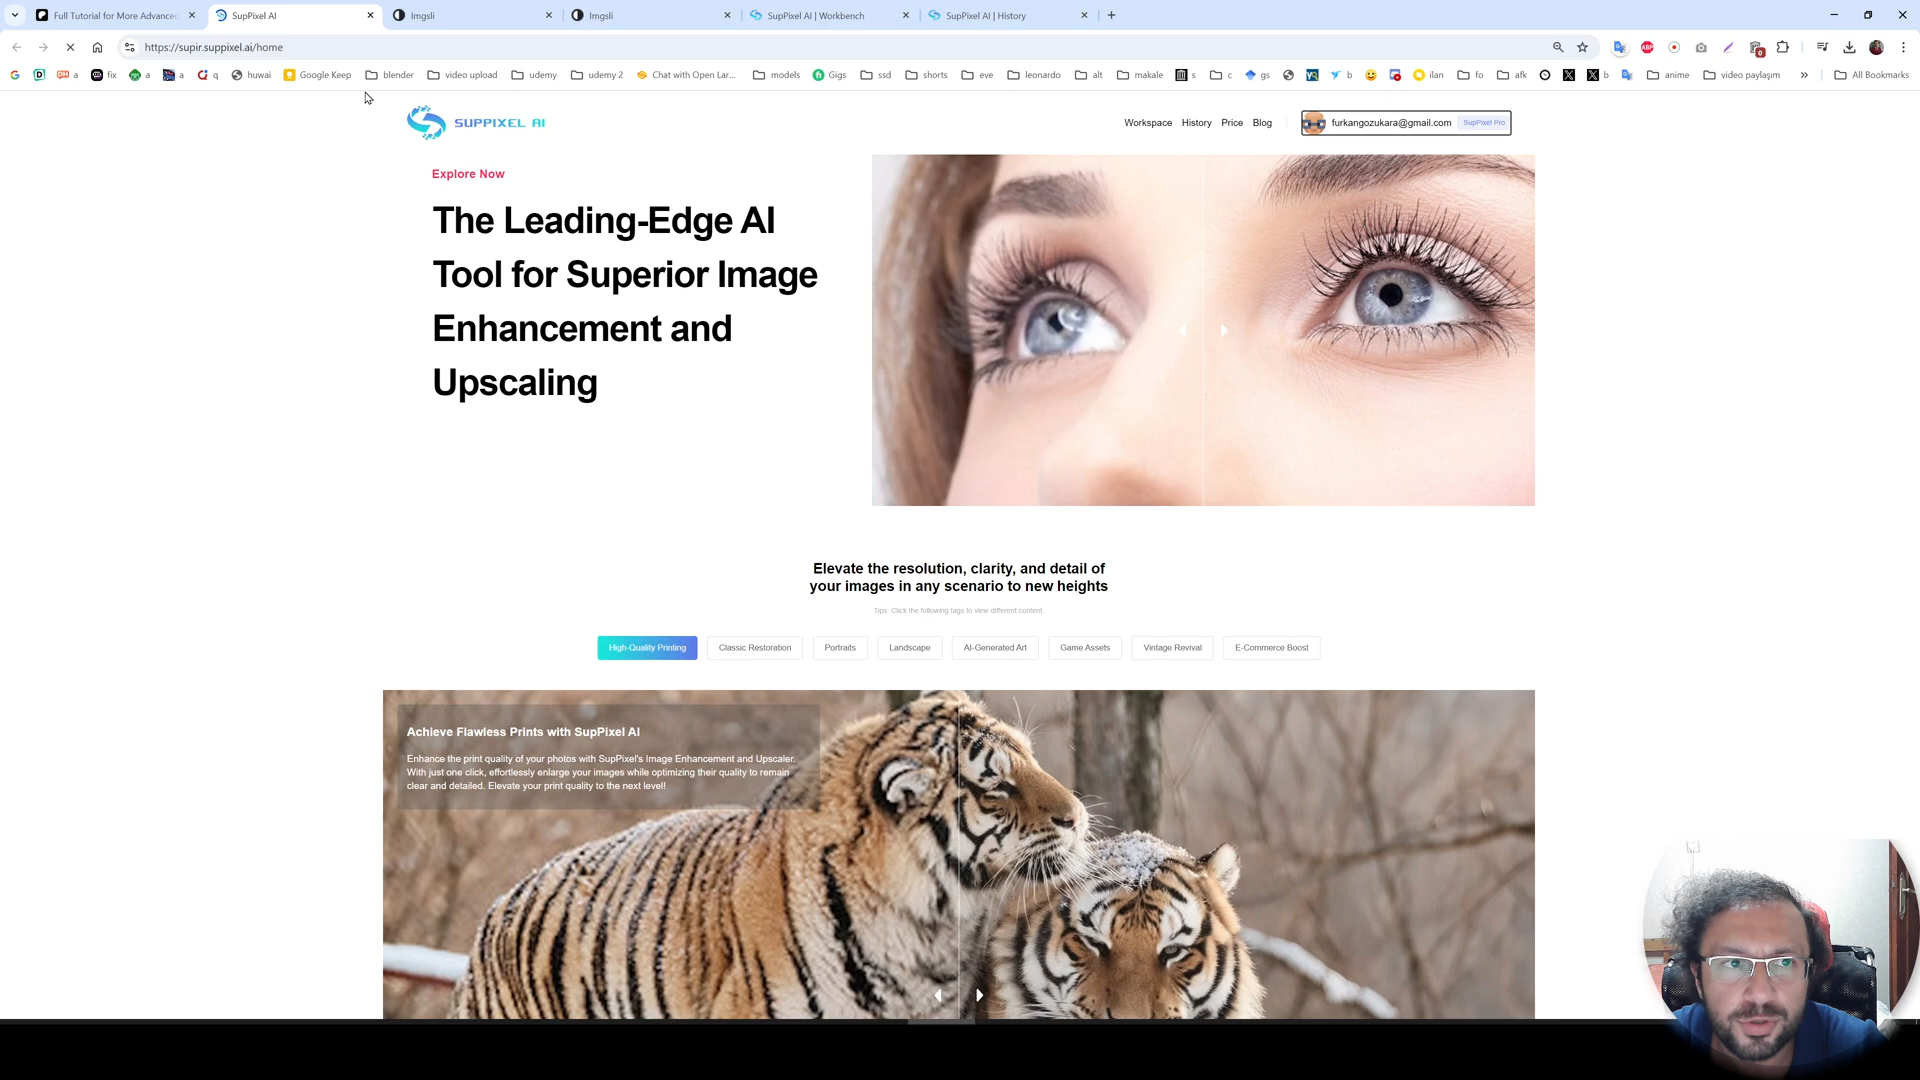 Full Tutorial for More Advanced
SupPixel AI
Imgsli
Imgsli
SupPixel AI | Workbench
SupPixel AI | History
https://supir.suppixel.ai/home
a
fix
a
a
q
huwai
Google Keep
blender
video upload
udemy
udemy 2
Chat with Open Lar...
models
Gigs
ssd
shorts
eve
leonardo
alt
makale
s
c
gs
b
ilan
fo
afk
b
anime
video paylaşım
»
All Bookmarks
SUPPIXEL AI
Workspace
History
Price
Blog
furkangozukara@gmail.com
SupPixel Pro
Explore Now
The Leading-Edge AI
Tool for Superior Image
Enhancement and
Upscaling
Elevate the resolution, clarity, and detail of
your images in any scenario to new heights
Tips: Click the following tags to view different content.
High-Quality Printing
Classic Restoration
Portraits
Landscape
AI-Generated Art
Game Assets
Vintage Revival
E-Commerce Boost
Achieve Flawless Prints with SupPixel AI
Enhance the print quality of your photos with SupPixel's Image Enhancement and Upscaler.
With just one click, effortlessly enlarge your images while optimizing their quality to remain
clear and detailed. Elevate your print quality to the next level!